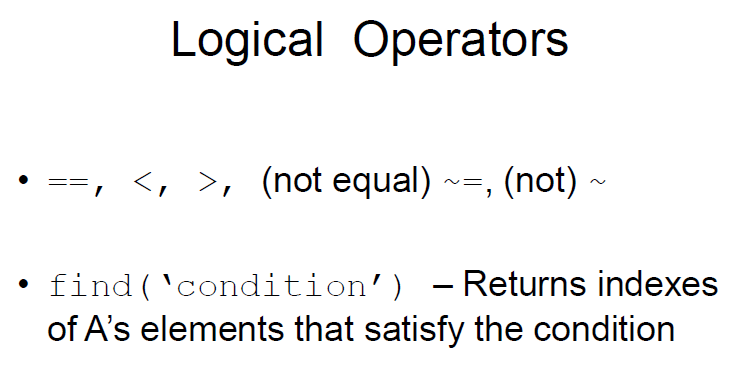 Logical Operators
• ==, <, >, (not equal) ~=, (not) ~
• find(‘condition’) – Returns indexes
of A’s elements that satisfy the condition